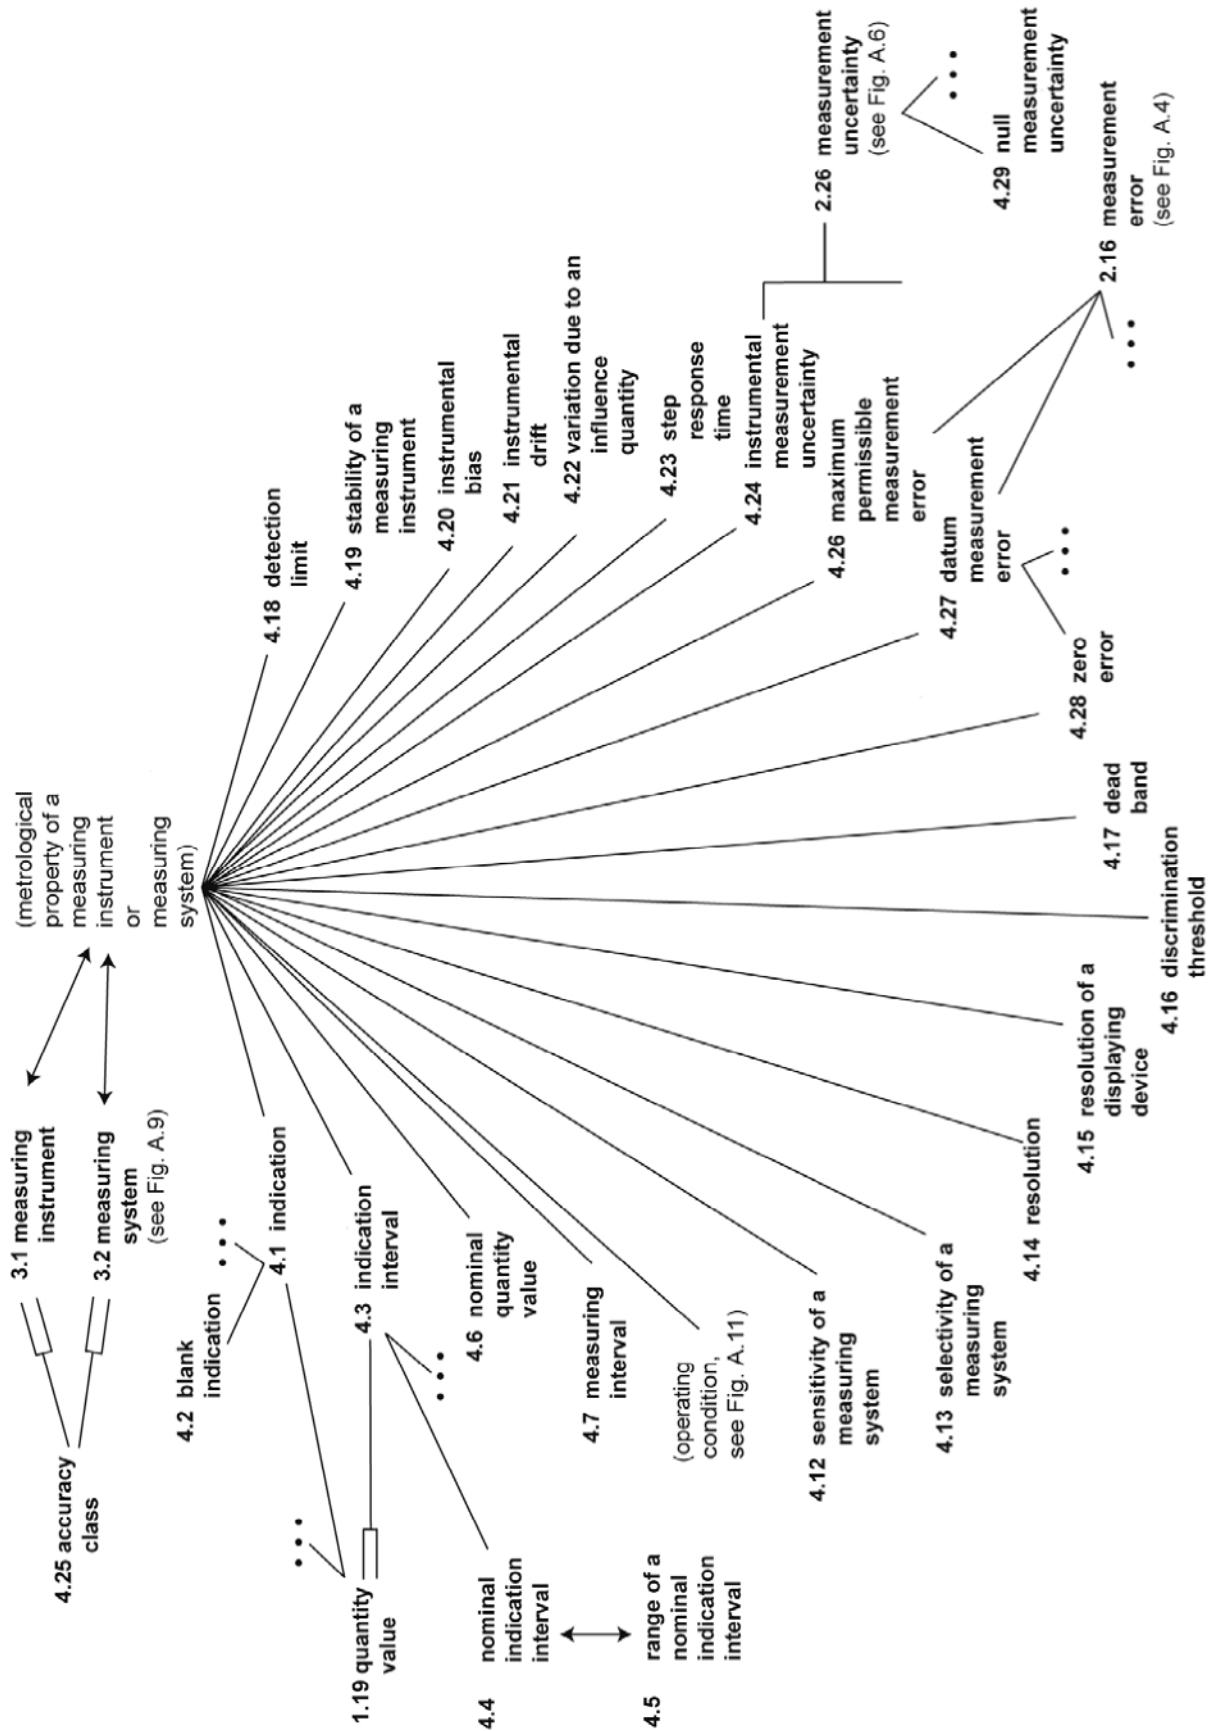 4.25 accuracy
class
3.1 measuring
instrument
3.2 measuring
system
(see Fig. A.9)
(metrological
property of a
measuring
instrument
or measuring
system)
4.2 blank
indication
4.1 indication
1.19 quantity
value
4.3 indication
interval
4.4 nominal
indication
interval
4.5 range of a
nominal
indication
interval
4.6 nominal
quantity
value
4.7 measuring
interval
(operating
condition,
see Fig. A.11)
4.12 sensitivity of a
measuring
system
4.13 selectivity of a
measuring
system
4.14 resolution
4.15 resolution of a
displaying
device
4.16 discrimination
threshold
4.17 dead
band
4.18 detection
limit
4.19 stability of a
measuring
instrument
4.20 instrumental
bias
4.21 instrumental
drift
4.22 variation due to an
influence
quantity
4.23 step
response
time
4.24 instrumental
measurement
uncertainty
4.26 maximum
permissible
measurement
error
4.27 datum
measurement
error
4.28 zero
error
2.26 measurement
uncertainty
(see Fig. A.6)
4.29 null
measurement
uncertainty
2.16 measurement
error
(see Fig. A.4)